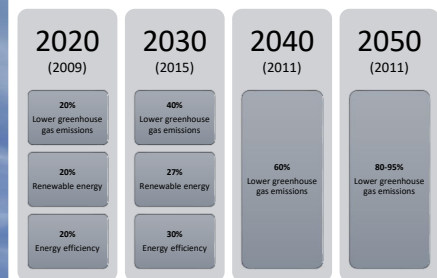 2020
(2009)
20%
Lower greenhouse
gas emissions
20%
Renewable energy
20%
Energy efficiency
2030
(2015)
40%
Lower greenhouse
gas emissions
27%
Renewable energy
30%
Energy efficiency
2040
(2011)
60%
Lower greenhouse
gas emissions
2050
(2011)
80-95%
Lower greenhouse
gas emissions